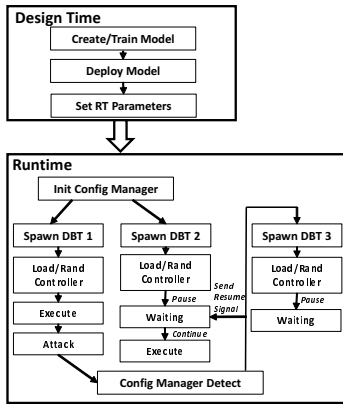 Design Time
Create/Train Model
Deploy Model
Set RT Parameters
Runtime
Init Config Manager
Spawn DBT 1
Spawn DBT 2
Spawn DBT 3
Load/Rand
Controller
Load/Rand
Controller
Load/Rand
Controller
Send
Resume
Signal
Pause
Pause
Execute
Waiting
Waiting
Continue
Attack
Execute
Config Manager Detect